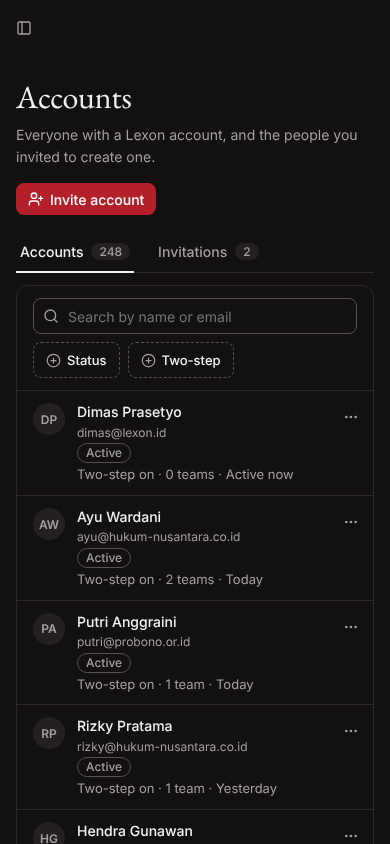 Accounts
Everyone with a Lexon account, and the people you
invited to create one.
Invite account
Accounts 248 Invitations 2
Search by name or email
Status Two-step
DP Dimas Prasetyo
dimas@lexon.id
Active
Two-step on · 0 teams · Active now
AW Ayu Wardani
ayu@hukum-nusantara.co.id
Active
Two-step on · 2 teams · Today
PA Putri Anggraini
putri@probono.or.id
Active
Two-step on · 1 team · Today
RP Rizky Pratama
rizky@hukum-nusantara.co.id
Active
Two-step on · 1 team · Yesterday
HG Hendra Gunawan